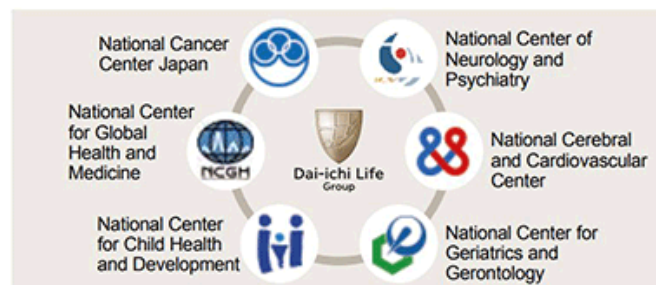 National Cancer
Center Japan
National Center of
Neurology and
Psychiatry
National Center
for Global
Health and
Medicine
NCGM
Dai-ichi Life
Group
National Cerebral
and Cardiovascular
Center
National Center
for Child Health
and Development
National Center for
Geriatrics and
Gerontology